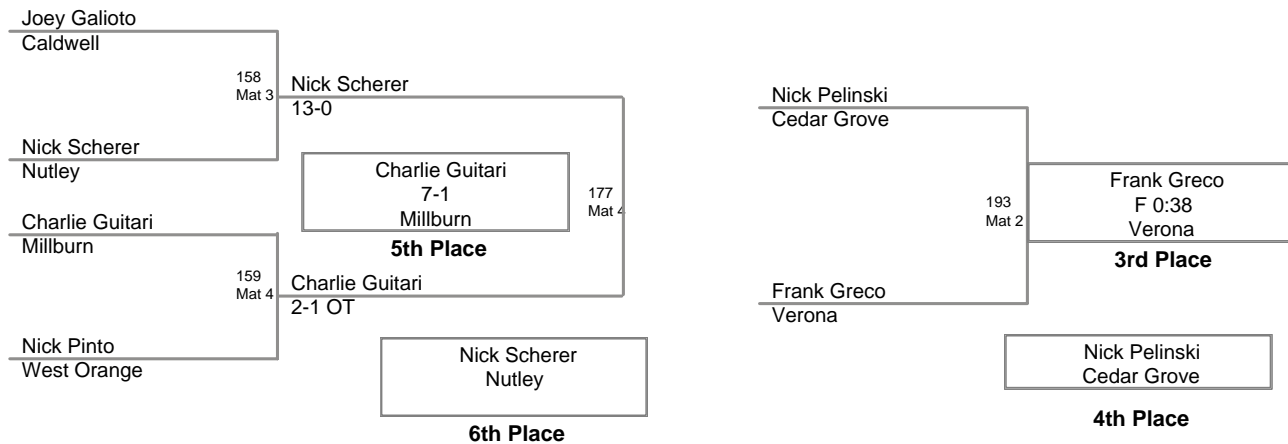 Joey Galioto
Caldwell
158
Mat 3
Nick Scherer
13-0
Nick Scherer
Nutley
Charlie Guitari
7-1
Millburn
5th Place
177
Mat 4
Charlie Guitari
Millburn
159
Mat 4
Charlie Guitari
2-1 OT
Nick Pinto
West Orange
Nick Scherer
Nutley
6th Place
Nick Pelinski
Cedar Grove
193
Mat 2
Frank Greco
F 0:38
Verona
3rd Place
Frank Greco
Verona
Nick Pelinski
Cedar Grove
4th Place